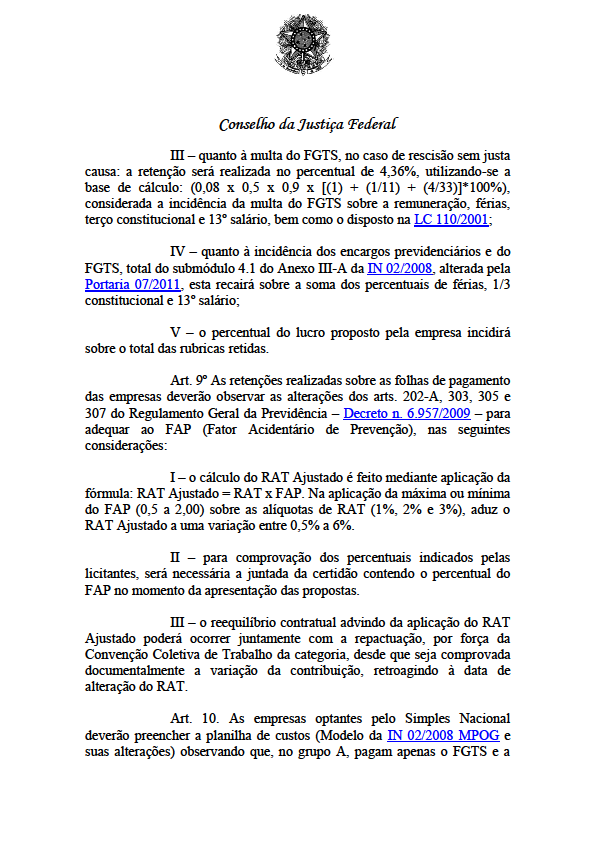 Conselho da Justiça Federal
III – quanto à multa do FGTS, no caso de rescisão sem justa
causa: a retenção será realizada no percentual de 4,36%, utilizando-se a
base de cálculo: (0,08 x 0,5 x 0,9 x [(1) + (1/11) + (4/33)]*100%),
considerada a incidência da multa do FGTS sobre a remuneração, férias,
terço constitucional e 13º salário, bem como o disposto na LC 110/2001;
IV – quanto à incidência dos encargos previdenciários e do
FGTS, total do submódulo 4.1 do Anexo III-A da IN 02/2008, alterada pela
Portaria 07/2011, esta recairá sobre a soma dos percentuais de férias, 1/3
constitucional e 13º salário;
V – o percentual do lucro proposto pela empresa incidirá
sobre o total das rubricas retidas.
Art. 9º As retenções realizadas sobre as folhas de pagamento
das empresas deverão observar as alterações dos arts. 202-A, 303, 305 e
307 do Regulamento Geral da Previdência – Decreto n. 6.957/2009 – para
adequar ao FAP (Fator Acidentário de Prevenção), nas seguintes
considerações:
I – o cálculo do RAT Ajustado é feito mediante aplicação da
fórmula: RAT Ajustado = RAT x FAP. Na aplicação da máxima ou mínima
do FAP (0,5 a 2,00) sobre as alíquotas de RAT (1%, 2% e 3%), aduz o
RAT Ajustado a uma variação entre 0,5% a 6%.
II – para comprovação dos percentuais indicados pelas
licitantes, será necessária a juntada da certidão contendo o percentual do
FAP no momento da apresentação das propostas.
III – o reequilíbrio contratual advindo da aplicação do RAT
Ajustado poderá ocorrer juntamente com a repactuação, por força da
Convenção Coletiva de Trabalho da categoria, desde que seja comprovada
documentalmente a variação da contribuição, retroagindo à data de
alteração do RAT.
Art. 10. As empresas optantes pelo Simples Nacional
deverão preencher a planilha de custos (Modelo da IN 02/2008 MPOG e
suas alterações) observando que, no grupo A, pagam apenas o FGTS e a